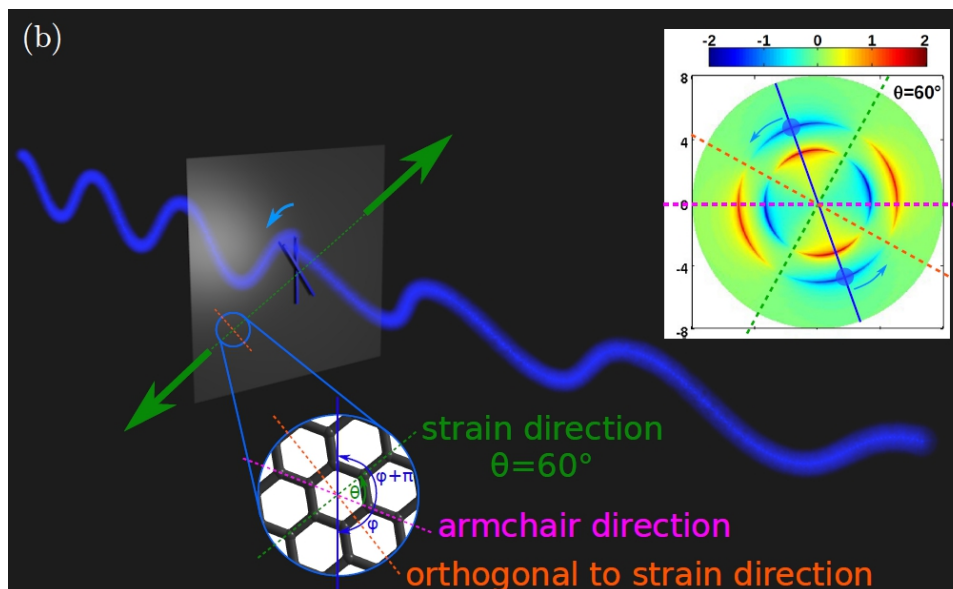 (b)
-2 -1 0 1 2
8
θ=60°
4
0
-4
-8
strain direction
θ=60°
φ+π
θ
φ
armchair direction
orthogonal to strain direction